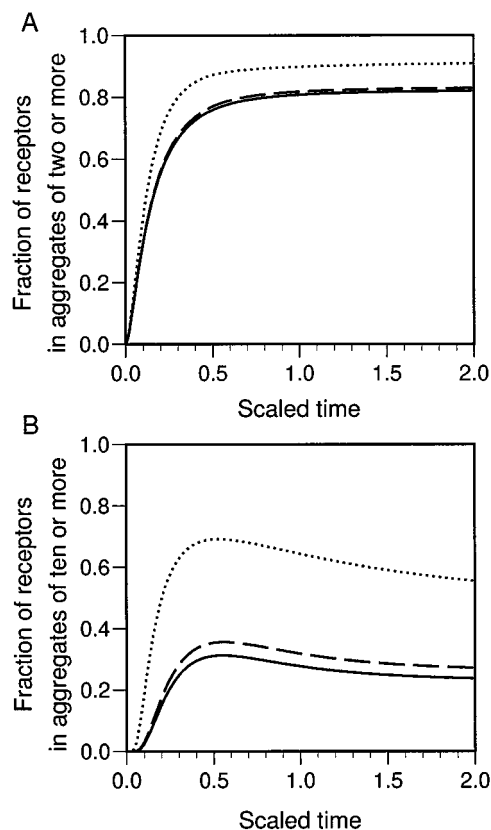 A
Fraction of receptors
in aggregates of two or more
1.0
0.8
0.6
0.4
0.2
0.0
0.0 0.5 1.0 1.5 2.0
Scaled time
B
Fraction of receptors
in aggregates of ten or more
1.0
0.8
0.6
0.4
0.2
0.0
0.0 0.5 1.0 1.5 2.0
Scaled time